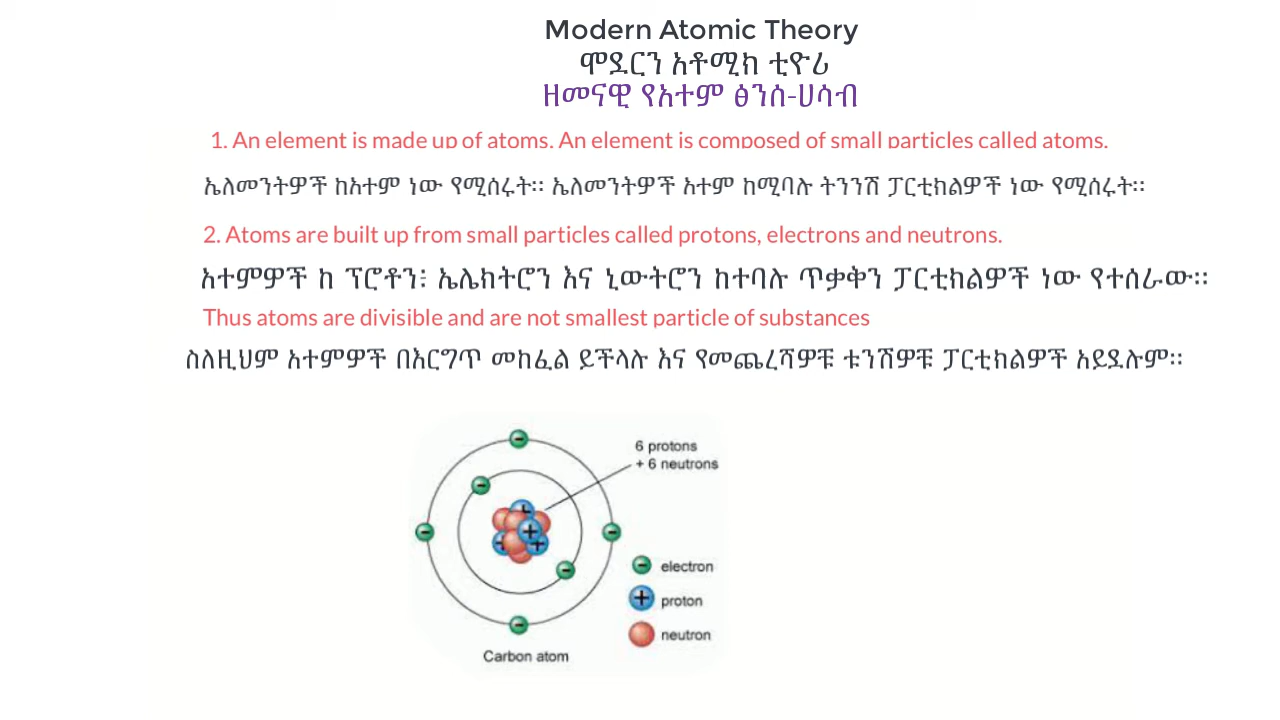 Modern Atomic Theory
ሞደርን አቶሚክ ቲዮሪ
ዘመናዊ የአተም ፅንሰ-ሀሳብ
1. An element is made up of atoms. An element is composed of small particles called atoms.
ኤለመንትዎች ከአተም ነው የሚሰሩት። ኤለመንትዎች አተም ከሚባሉ ትንንሽ ፓርቲክልዎች ነው የሚሰሩት።
2. Atoms are built up from small particles called protons, electrons and neutrons.
አተምዎች ከ ፕሮቶን፤ ኤሌክትሮን እና ኒውትሮን ከተባሉ ጥቃቅን ፓርቲክልዎች ነው የተሰራው።
Thus atoms are divisible and are not smallest particle of substances
ስለዚህም አተምዎች በእርግጥ መከፈል ይችላሉ እና የመጨረሻዎቹ ቱንሽዎቹ ፓርቲክልዎች አይደሉም።
6 protons
+ 6 neutrons
electron
proton
neutron
Carbon atom